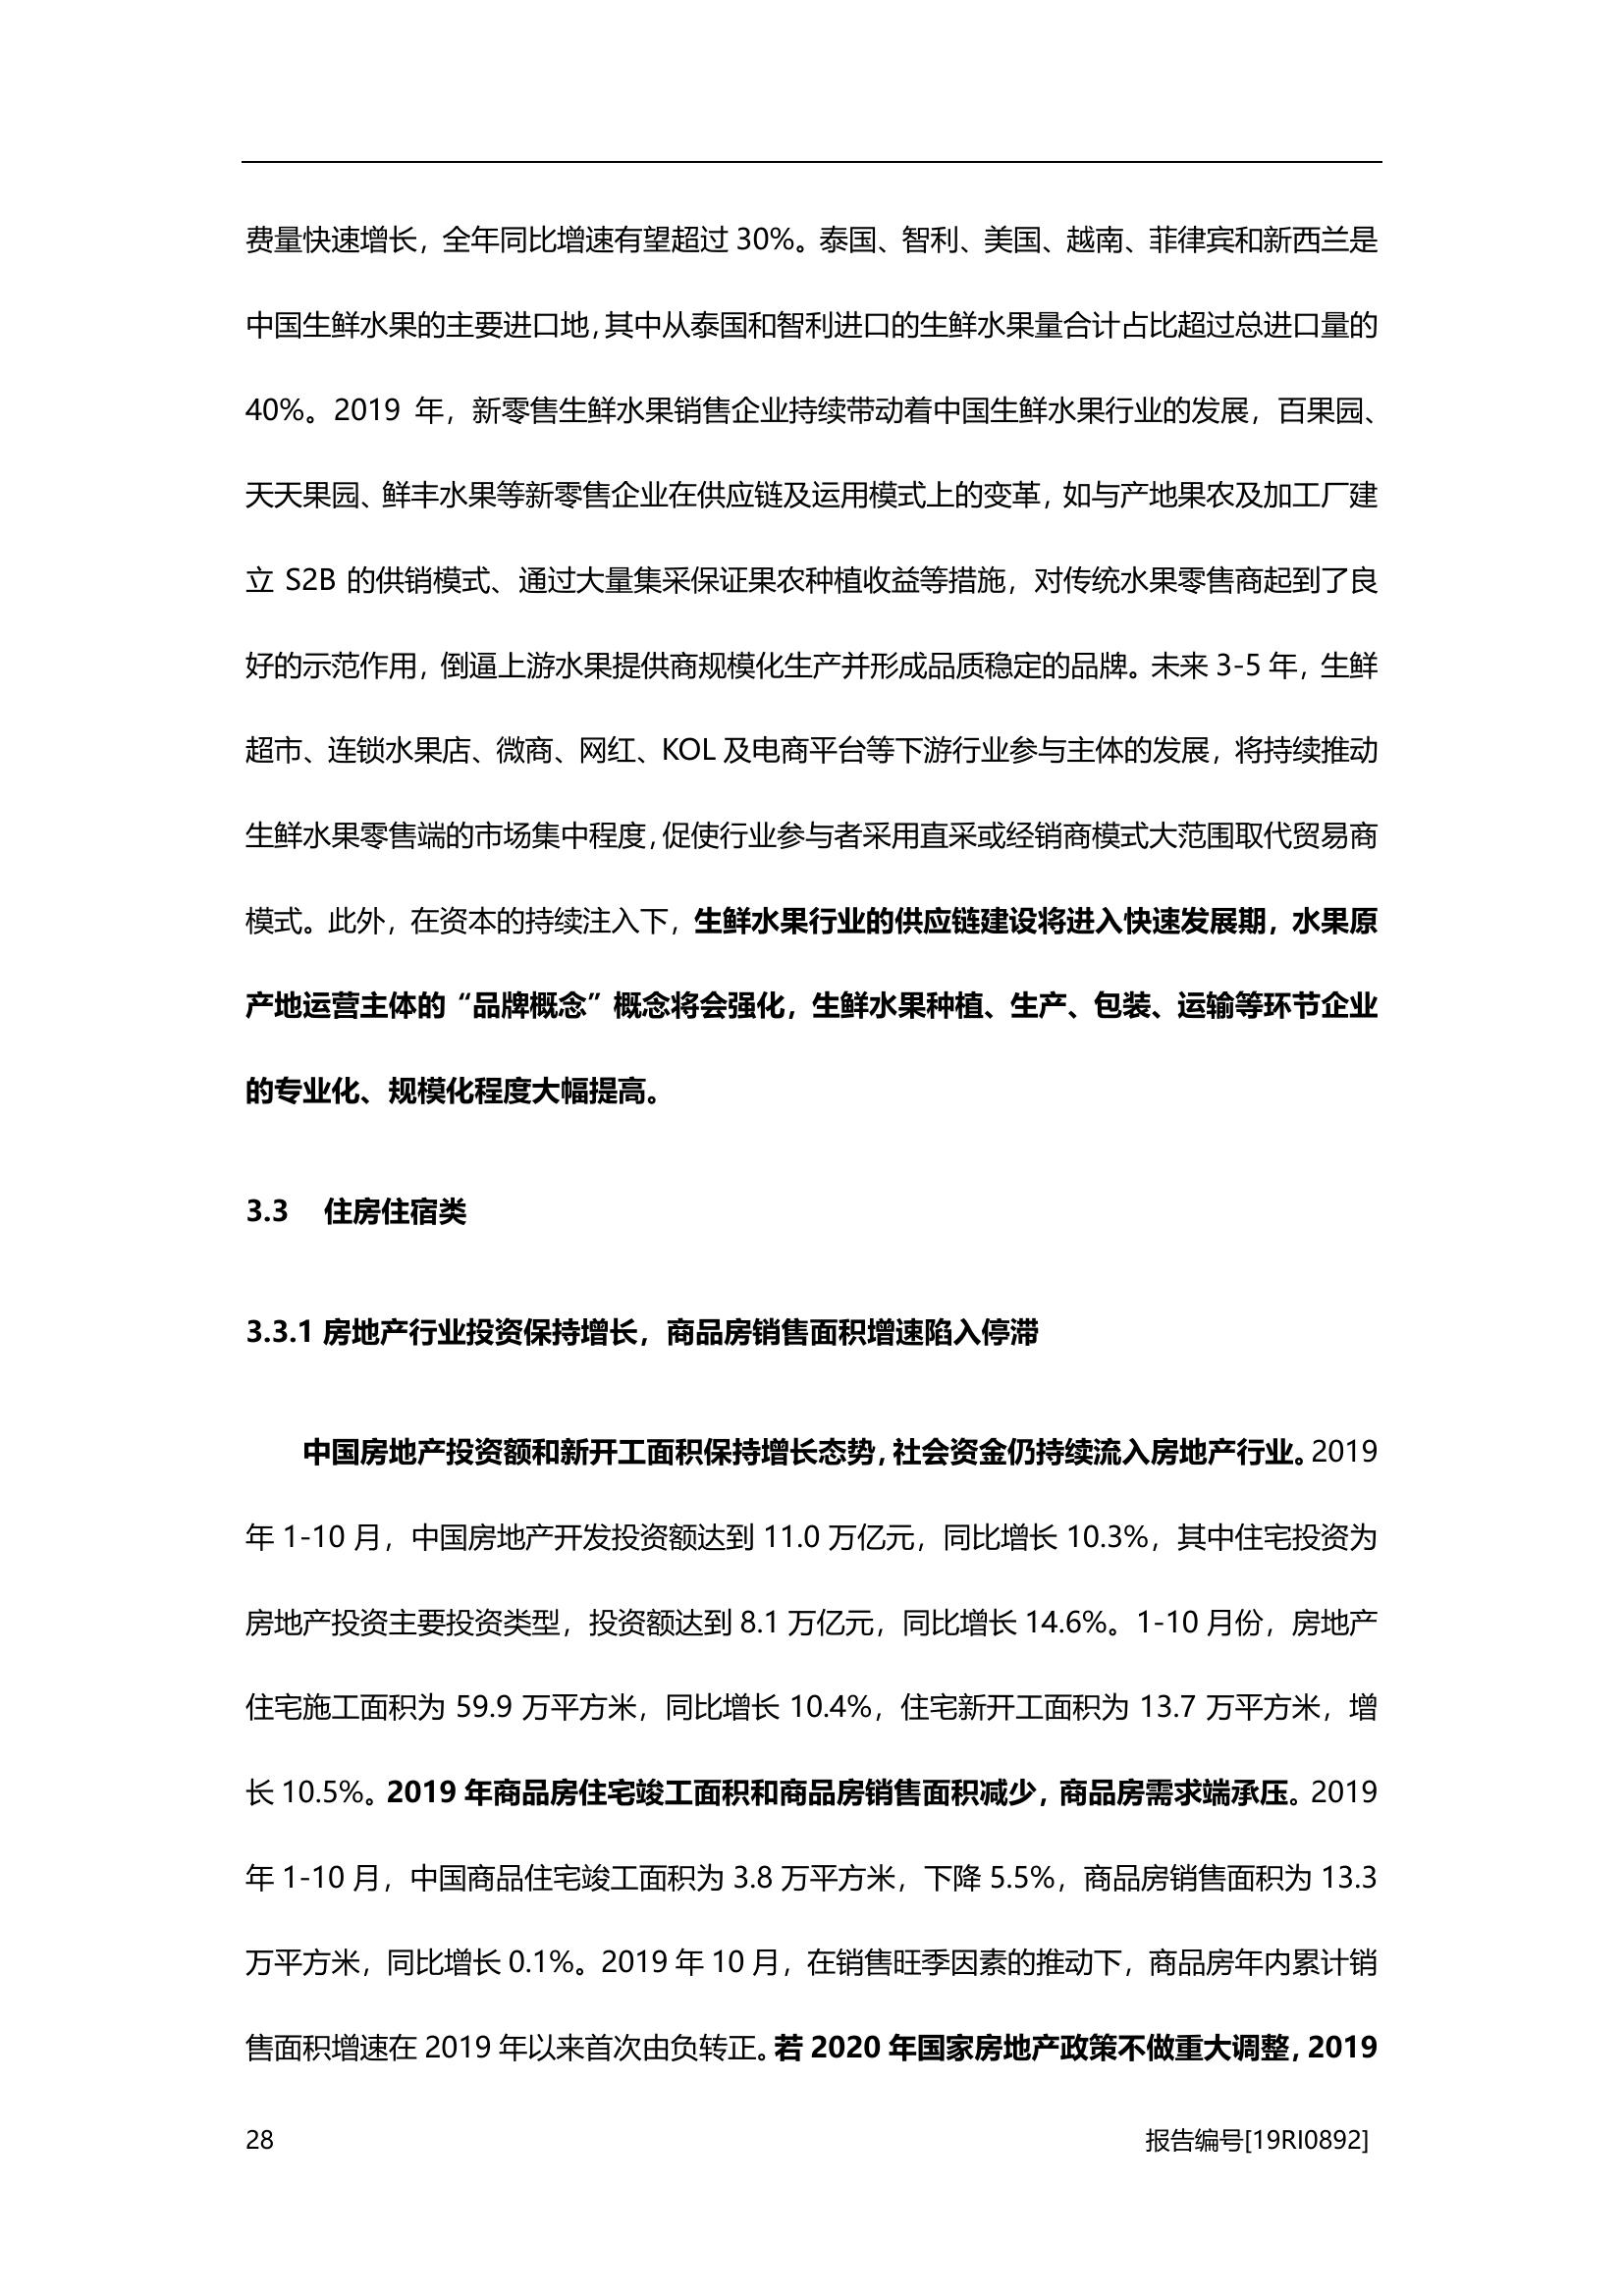 费量快速增长，全年同比增速有望超过 30%。泰国、智利、美国、越南、菲律宾和新西兰是
中国生鲜水果的主要进口地，其中从泰国和智利进口的生鲜水果量合计占比超过总进口量的
40%。2019 年，新零售生鲜水果销售企业持续带动着中国生鲜水果行业的发展，百果园、
天天果园、鲜丰水果等新零售企业在供应链及运用模式上的变革，如与产地果农及加工厂建
立 S2B 的供销模式、通过大量集采保证果农种植收益等措施，对传统水果零售商起到了良
好的示范作用，倒逼上游水果提供商规模化生产并形成品质稳定的品牌。未来 3-5 年，生鲜
超市、连锁水果店、微商、网红、KOL 及电商平台等下游行业参与主体的发展，将持续推动
生鲜水果零售端的市场集中程度，促使行业参与者采用直采或经销商模式大范围取代贸易商
模式。此外，在资本的持续注入下，生鲜水果行业的供应链建设将进入快速发展期，水果原
产地运营主体的“品牌概念”概念将会强化，生鲜水果种植、生产、包装、运输等环节企业
的专业化、规模化程度大幅提高。
3.3 住房住宿类
3.3.1 房地产行业投资保持增长，商品房销售面积增速陷入停滞
中国房地产投资额和新开工面积保持增长态势，社会资金仍持续流入房地产行业。2019
年 1-10 月，中国房地产开发投资额达到 11.0 万亿元，同比增长 10.3%，其中住宅投资为
房地产投资主要投资类型，投资额达到 8.1 万亿元，同比增长 14.6%。1-10 月份，房地产
住宅施工面积为 59.9 万平方米，同比增长 10.4%，住宅新开工面积为 13.7 万平方米，增
长 10.5%。2019 年商品房住宅竣工面积和商品房销售面积减少，商品房需求端承压。2019
年 1-10 月，中国商品住宅竣工面积为 3.8 万平方米，下降 5.5%，商品房销售面积为 13.3
万平方米，同比增长 0.1%。2019 年 10 月，在销售旺季因素的推动下，商品房年内累计销
售面积增速在 2019 年以来首次由负转正。若 2020 年国家房地产政策不做重大调整，2019
28 报告编号[19RI0892]